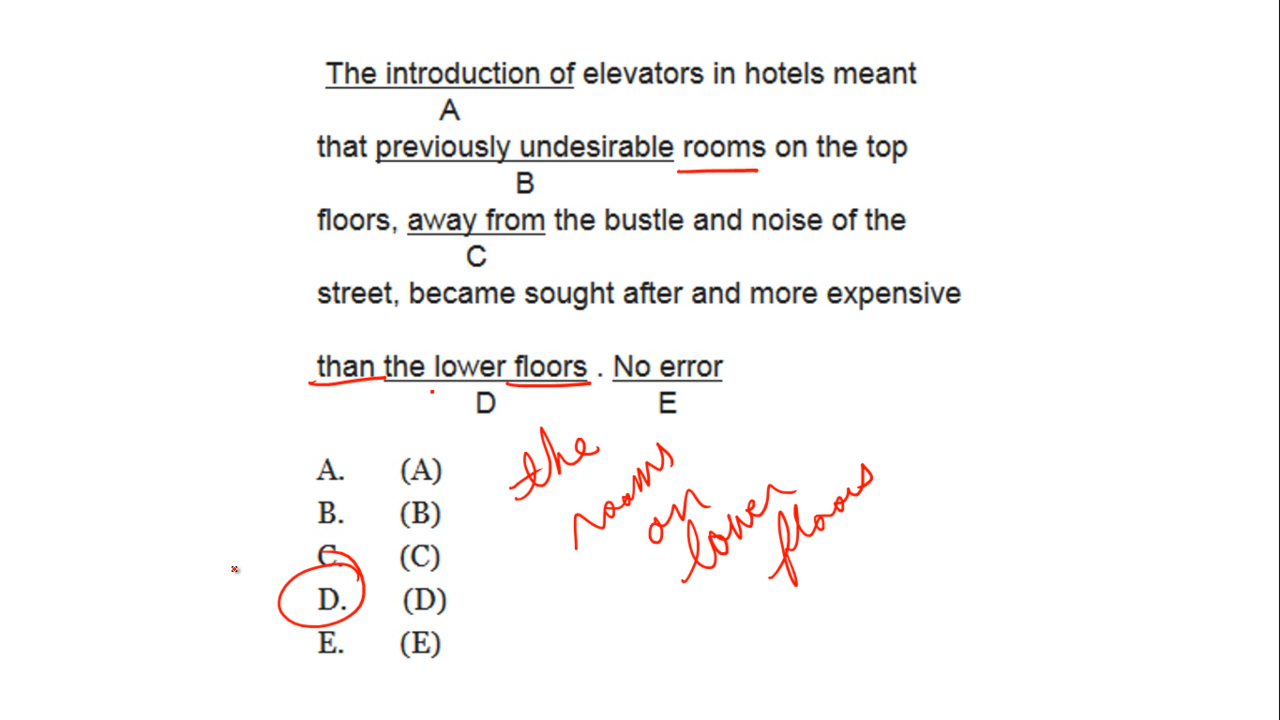 The introduction of elevators in hotels meant
A
that previously undesirable rooms on the top
B
floors, away from the bustle and noise of the
C
street, became sought after and more expensive
than the lower floors . No error
D E
the
rooms
on
lower
floors
A. (A)
B. (B)
C. (C)
D. (D)
E. (E)